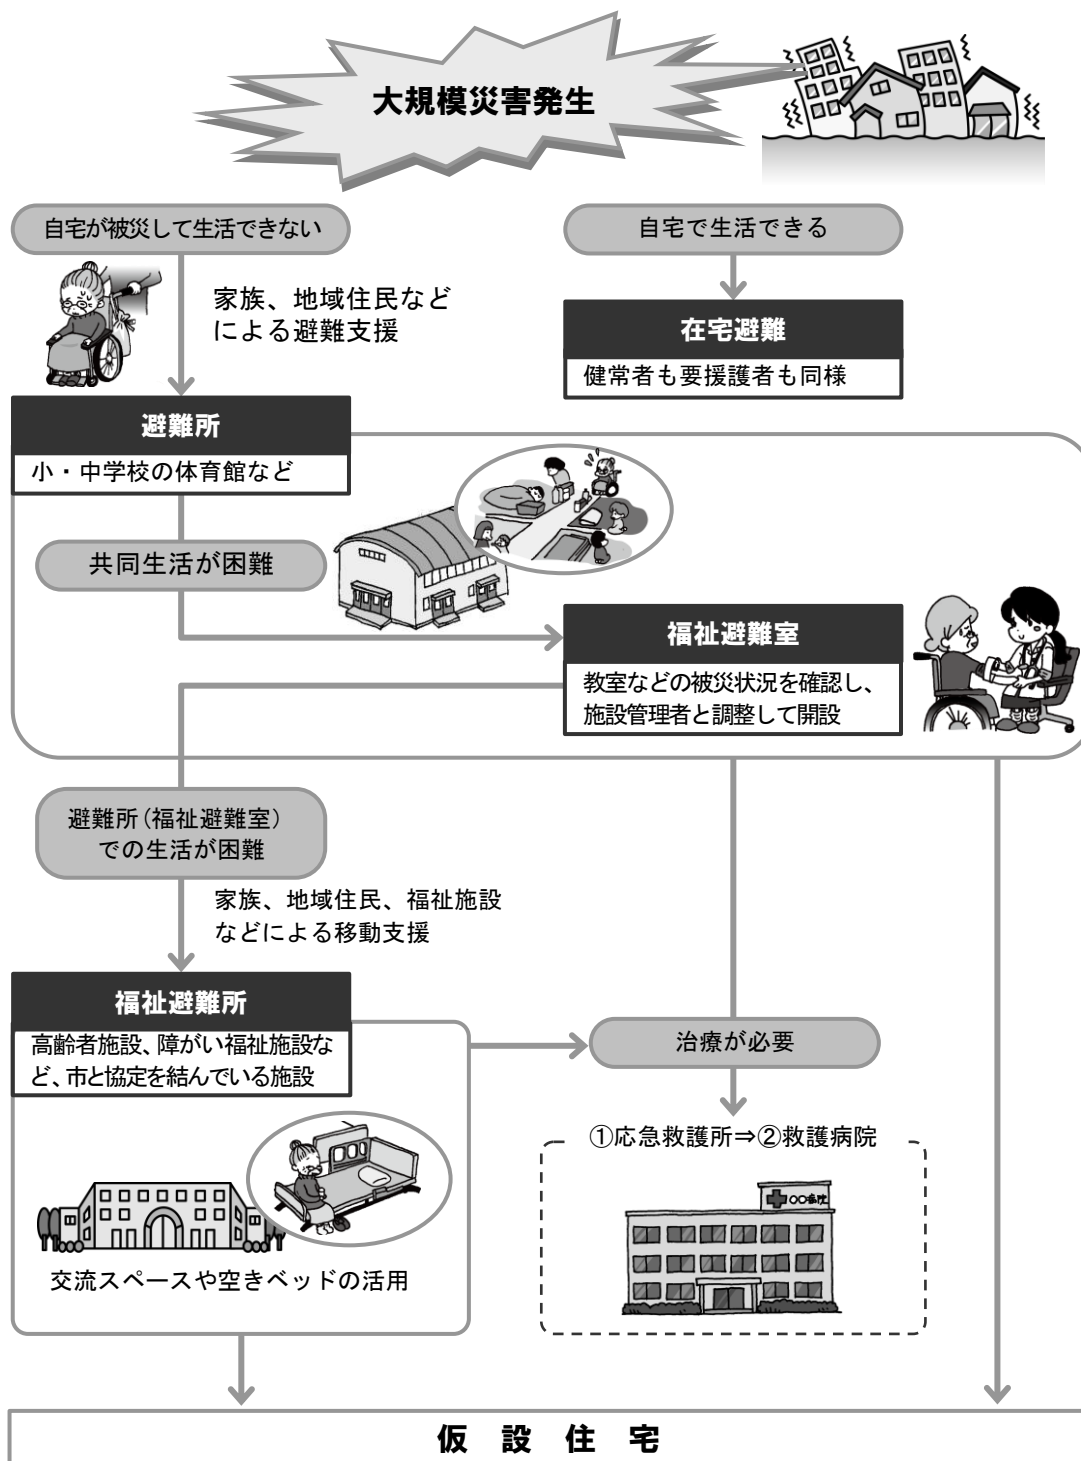 大規模災害発生
自宅が被災して生活できない
自宅で生活できる
家族、地域住民など
による避難支援
在宅避難
健常者も要援護者も同様
避難所
小・中学校の体育館など
共同生活が困難
福祉避難室
教室などの被災状況を確認し、
施設管理者と調整して開設
避難所(福祉避難室)
での生活が困難
家族、地域住民、福祉施設
などによる移動支援
福祉避難所
高齢者施設、障がい福祉施設な
ど、市と協定を結んでいる施設
治療が必要
①応急救護所⇒②救護病院
〇〇病院
交流スペースや空きベッドの活用
仮設住宅